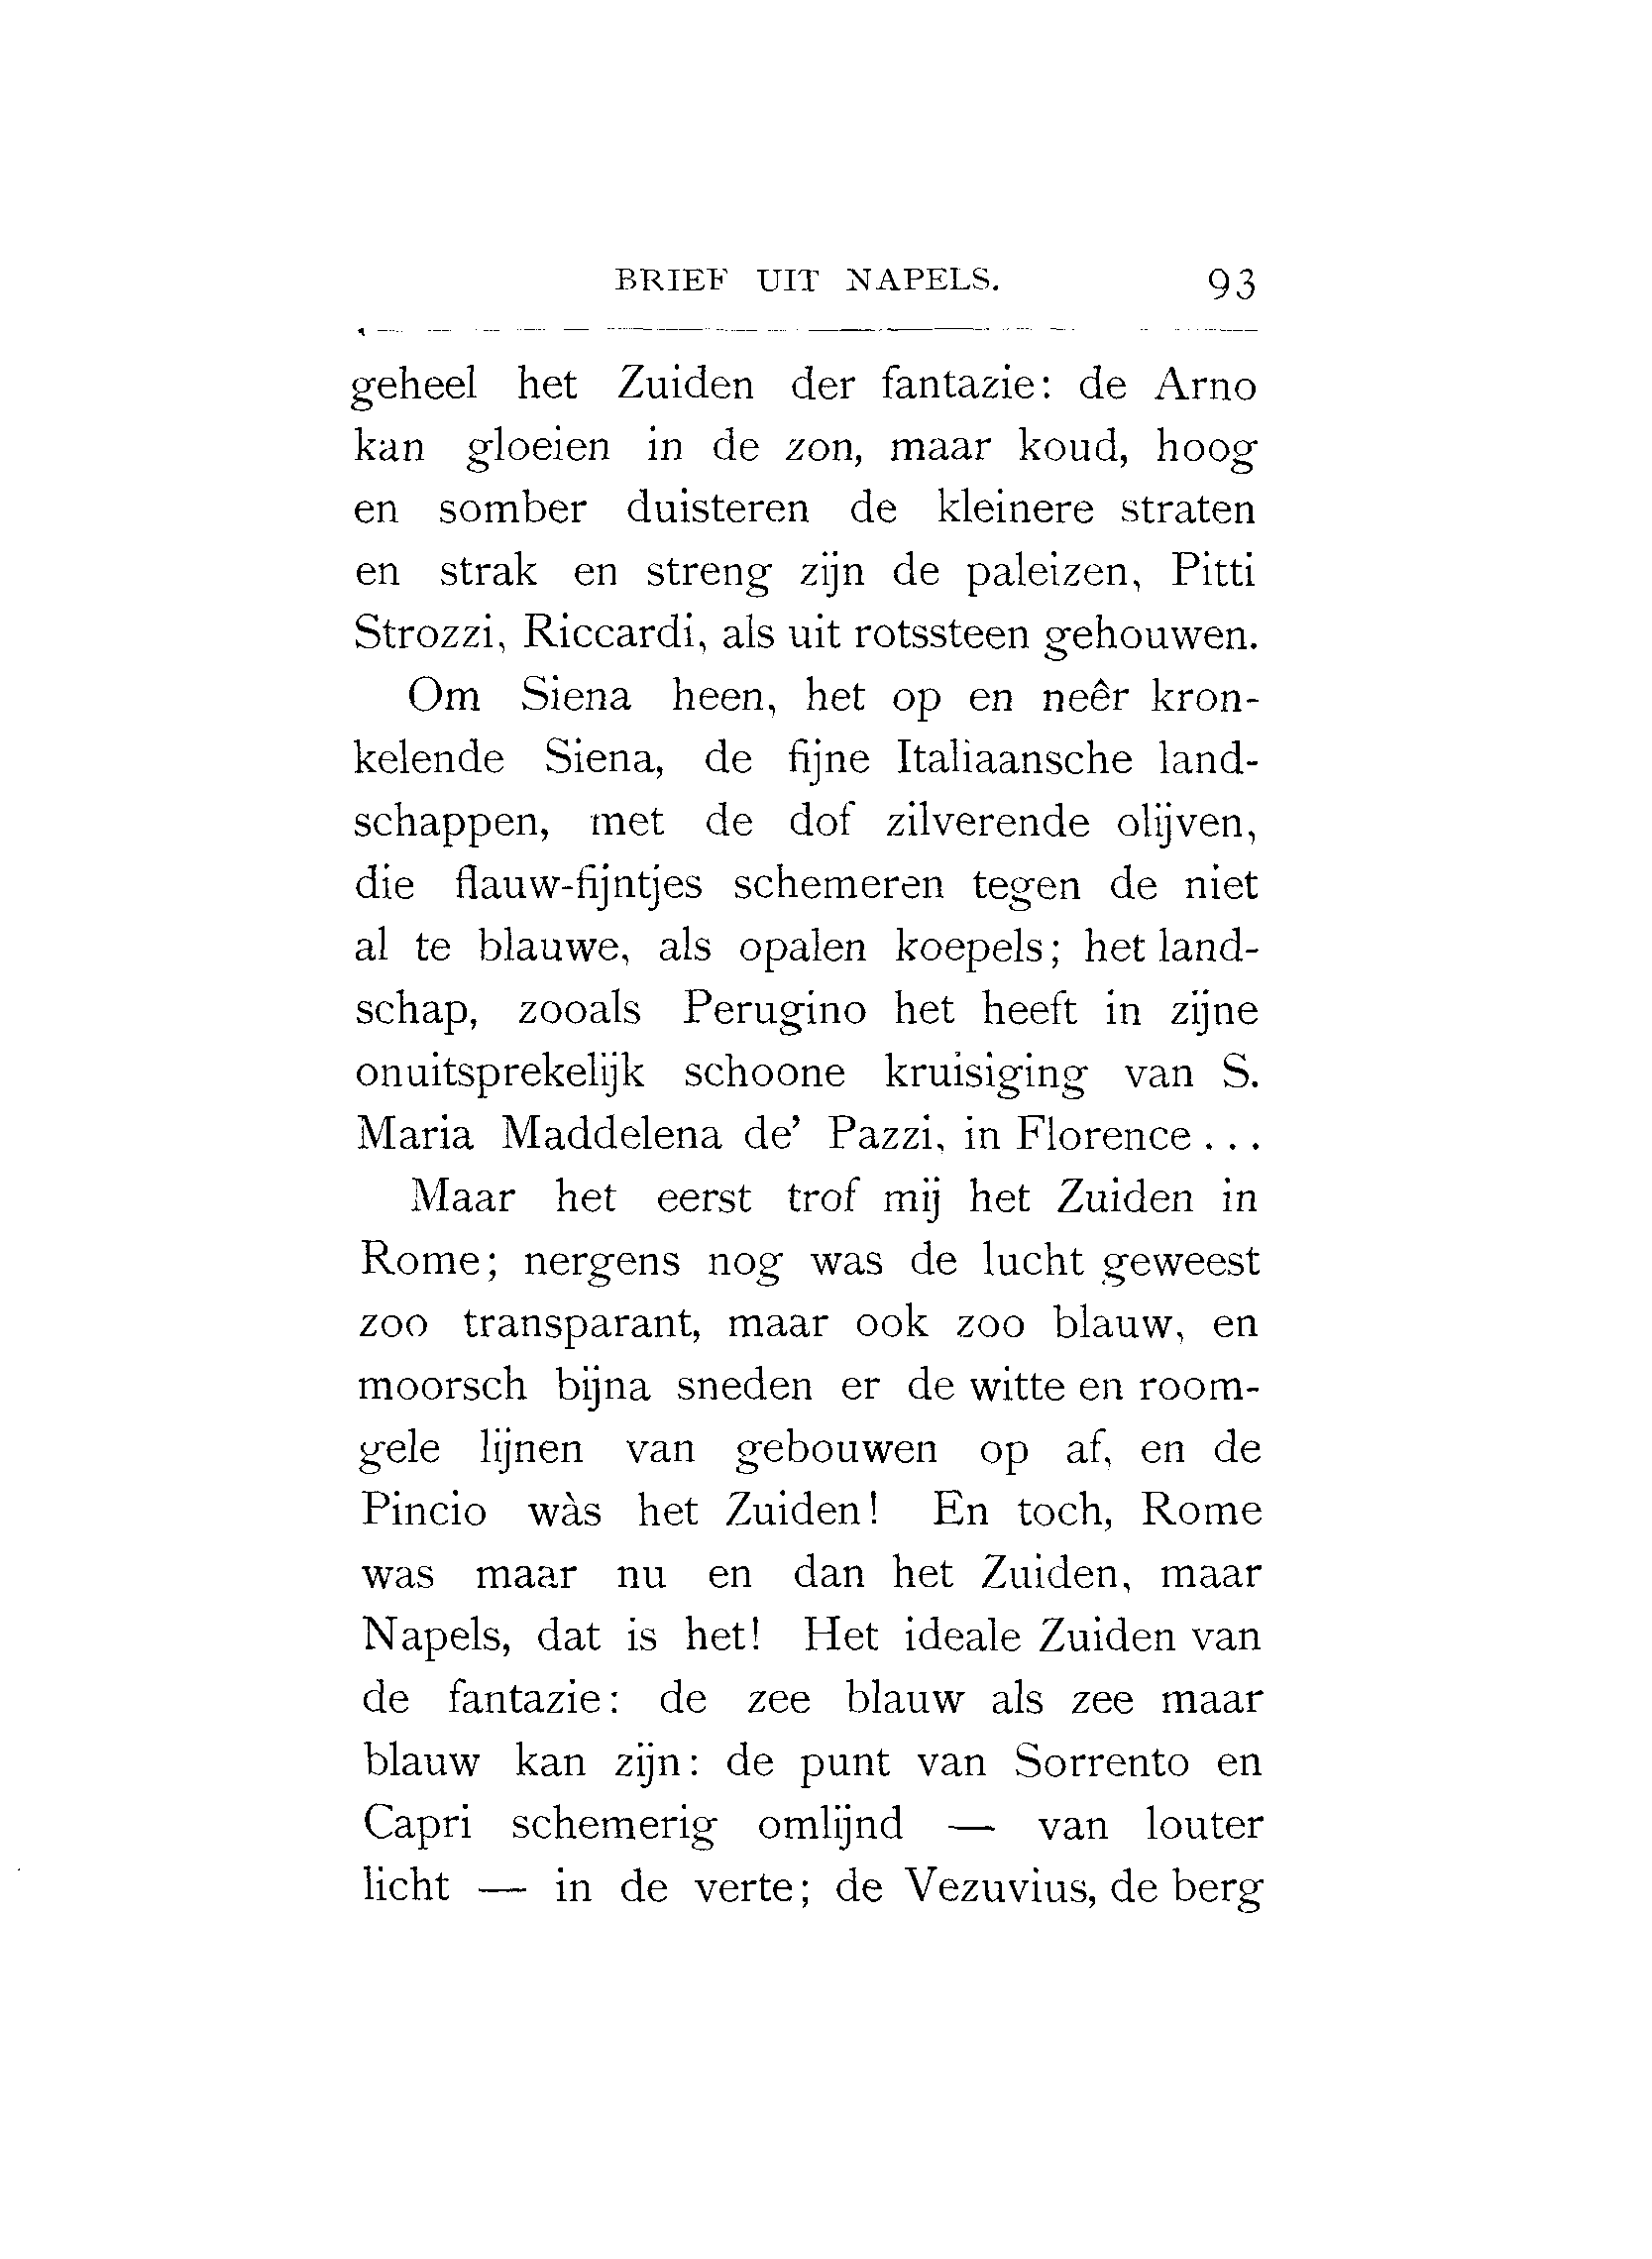 BRIEF UIT NAPELS. 93
geheel het Zuiden der fantazie: de Arno
kan gloeien in de zon, maar koud, hoog
en somber duisteren de kleinere straten
en strak en streng zijn de paleizen, Pitti
Strozzi, Riccardi, als uit rotssteen gehouwen.
Om Siena heen, het op en neêr kron-
kelende Siena, de fijne Italiaansche land-
schappen, met de dof zilverende olijven,
die flauw-fijntjes schemeren tegen de niet
al te blauwe, als opalen koepels; het land-
schap, zooals Perugino het heeft in zijne
onuitsprekelijk schoone kruisiging van S.
Maria Maddelena de’ Pazzi, in Florence...
Maar het eerst trof mij het Zuiden in
Rome; nergens nog was de lucht geweest
zoo transparant, maar ook zoo blauw, en
moorsch bijna sneden er de witte en room-
gele lijnen van gebouwen op af, en de
Pincio wàs het Zuiden! En toch, Rome
was maar nu en dan het Zuiden, maar
Napels, dat is het! Het ideale Zuiden van
de fantazie: de zee blauw als zee maar
blauw kan zijn: de punt van Sorrento en
Capri schemerig omlijnd — van louter
licht — in de verte; de Vezuvius, de berg